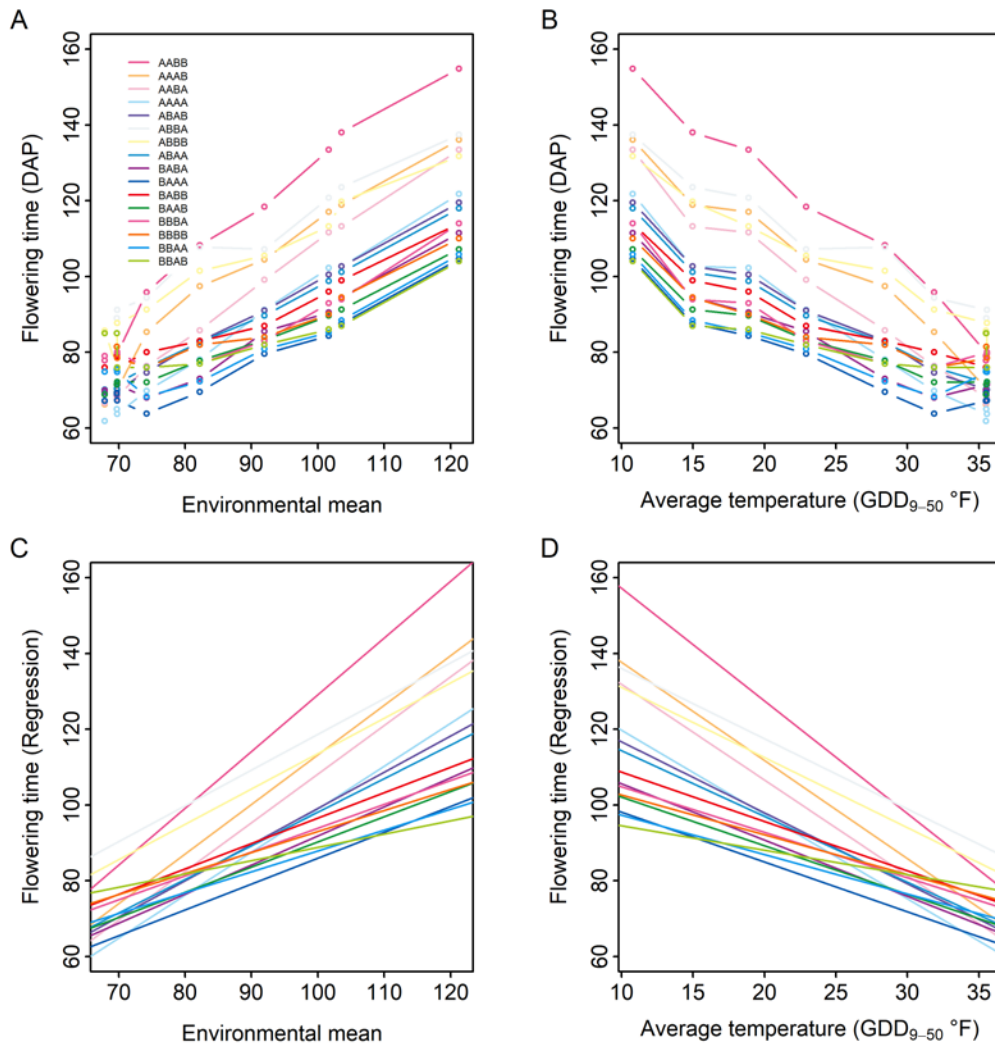 A
B
160
140
120
100
80
60
Flowering time (DAP)
AABB
AAAB
AABA
AAAA
ABAB
ABBA
ABBB
ABAA
BABA
BAAA
BABB
BAAB
BBBA
BBBB
BBAA
BBAB
70 80 90 100 110 120
Environmental mean
160
140
120
100
80
60
Flowering time (DAP)
10 15 20 25 30 35
Average temperature (GDD₉₋₅₀ °F)
C
D
160
140
120
100
80
60
Flowering time (Regression)
70 80 90 100 110 120
Environmental mean
160
140
120
100
80
60
Flowering time (Regression)
10 15 20 25 30 35
Average temperature (GDD₉₋₅₀ °F)